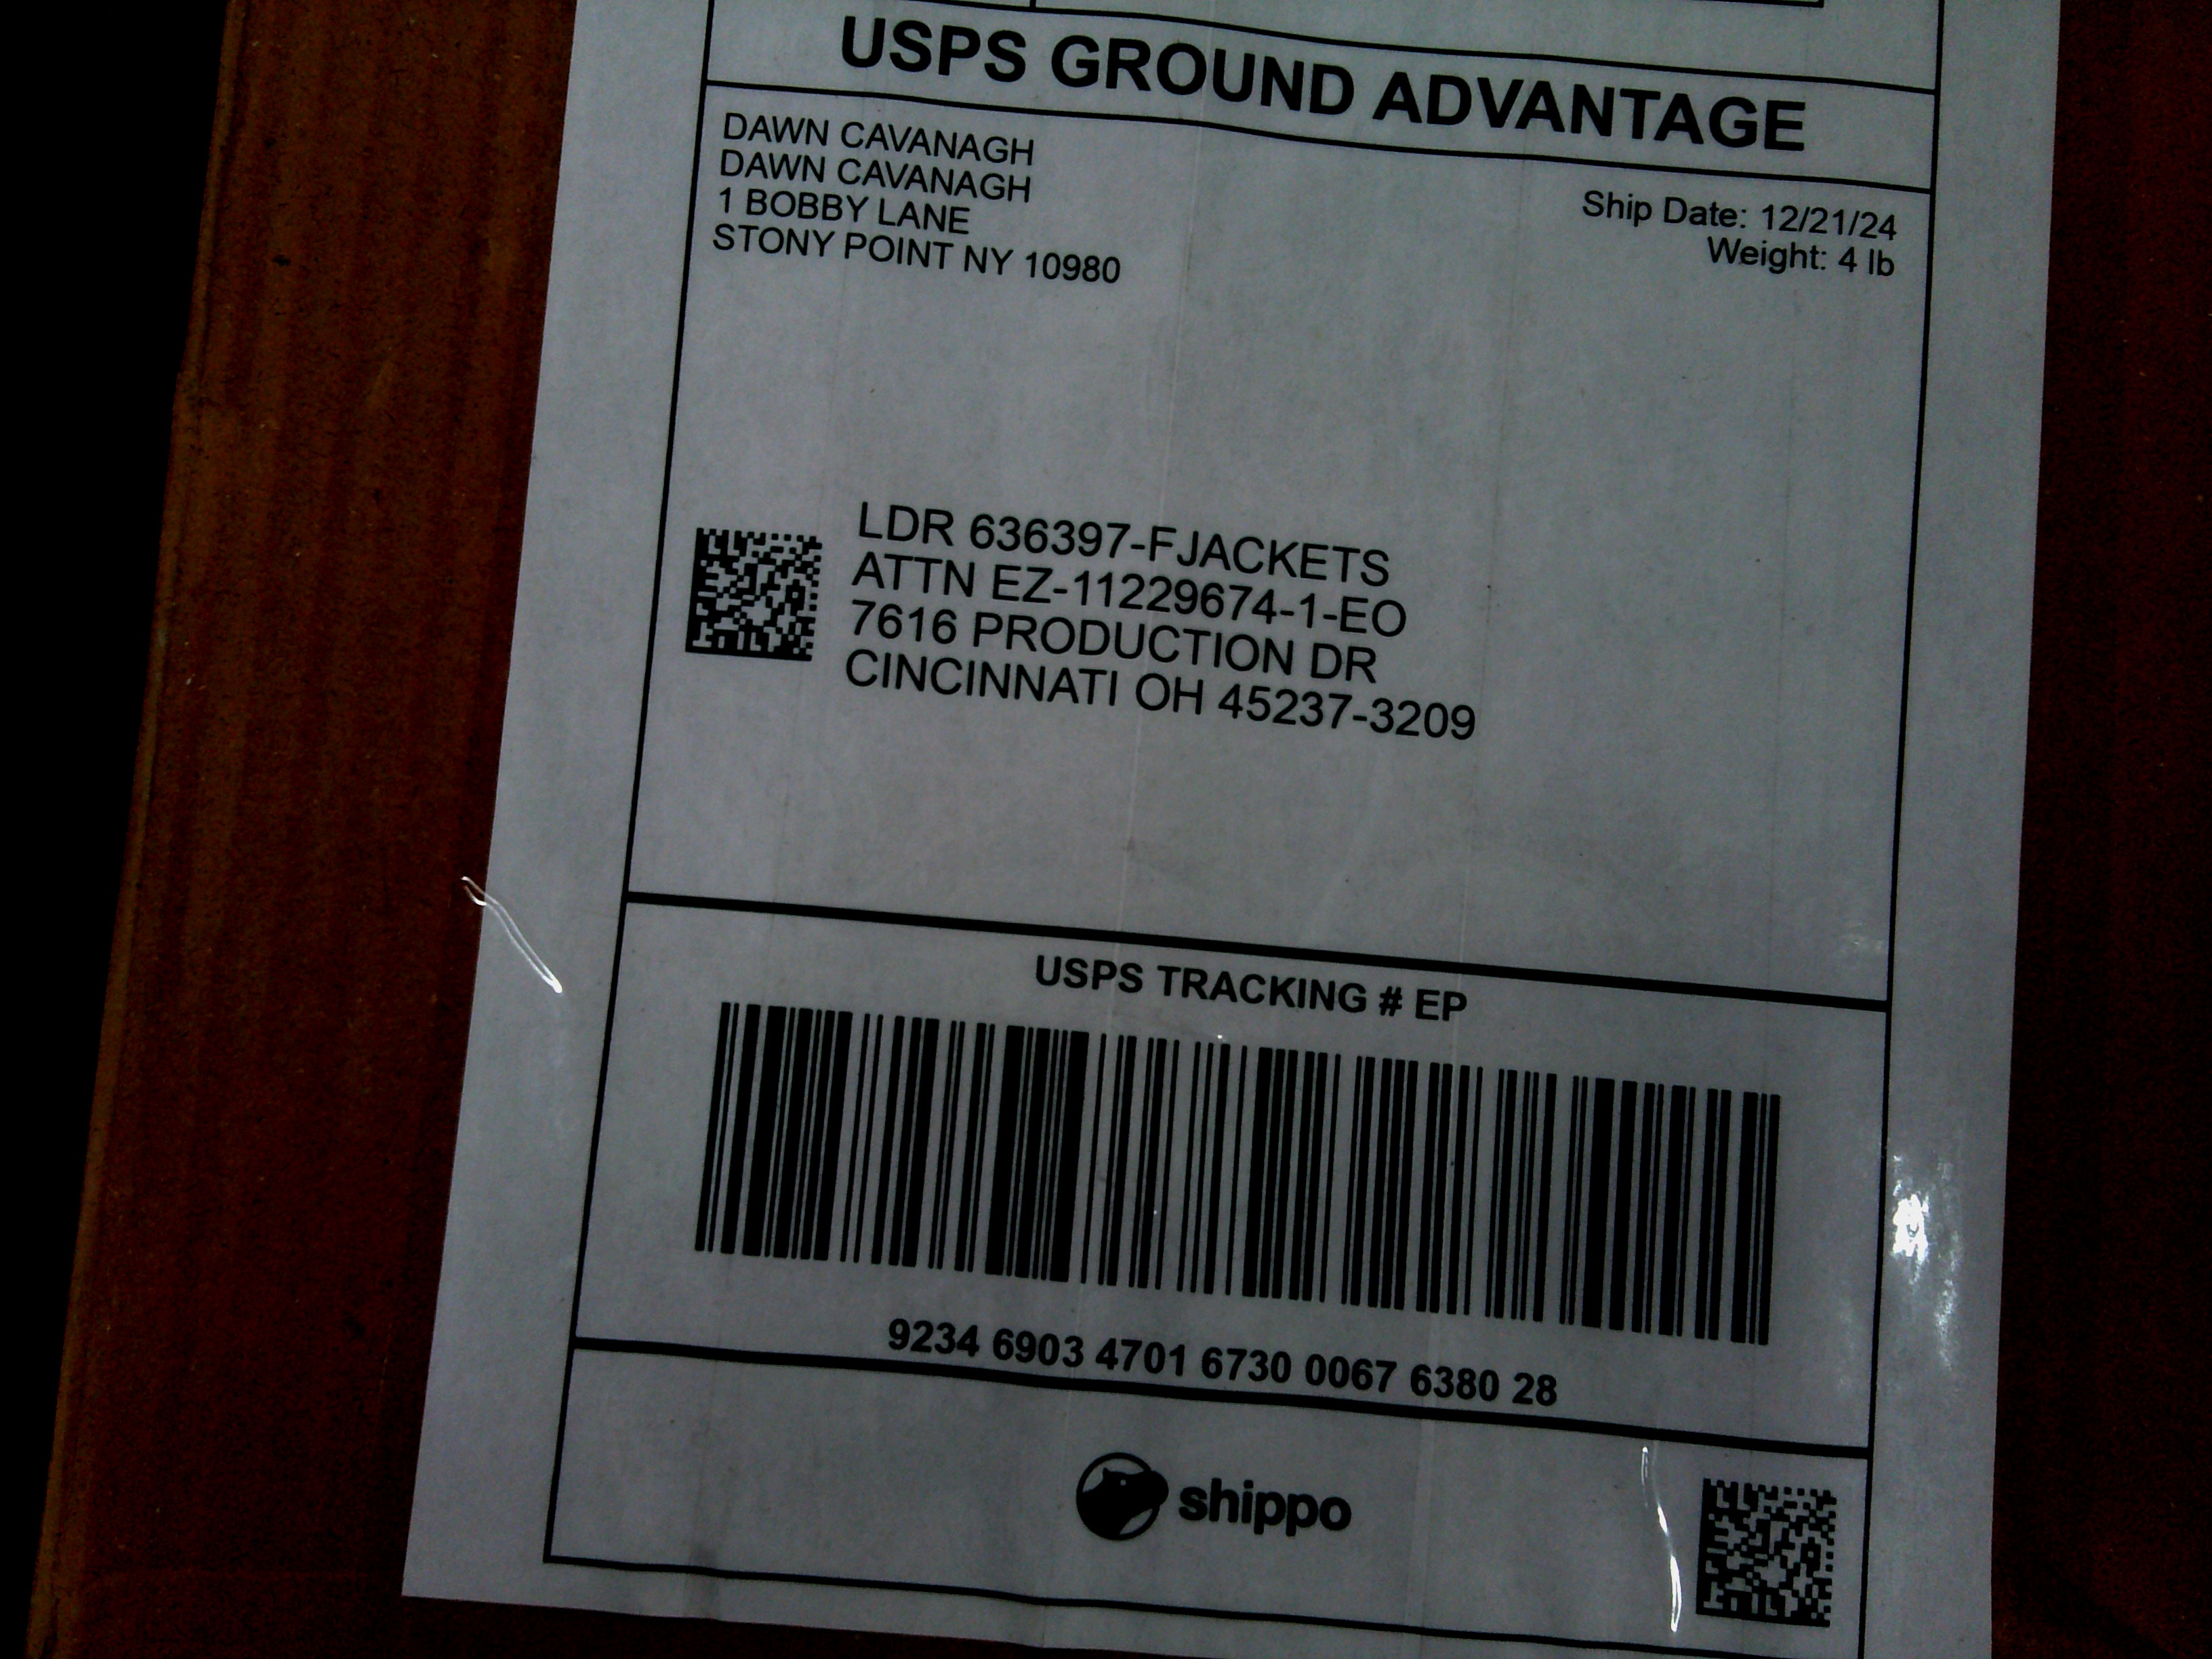 USPS GROUND ADVANTAGE
DAWN CAVANAGH
DAWN CAVANAGH
1 BOBBY LANE
STONY POINT NY 10980
Ship Date: 12/21/24
Weight: 4 lb
LDR 636397-FJACKETS
ATTN EZ-11229674-1-EO
7616 PRODUCTION DR
CINCINNATI OH 45237-3209
USPS TRACKING # EP
9234 6903 4701 6730 0067 6380 28
shippo